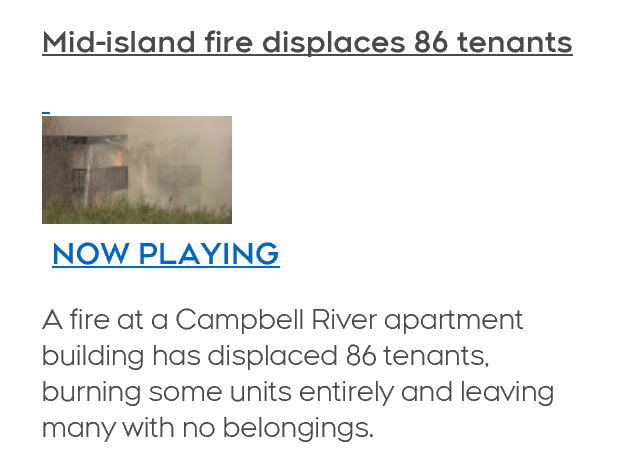 Mid-island fire displaces 86 tenants
NOW PLAYING
A fire at a Campbell River apartment
building has displaced 86 tenants,
burning some units entirely and leaving
many with no belongings.